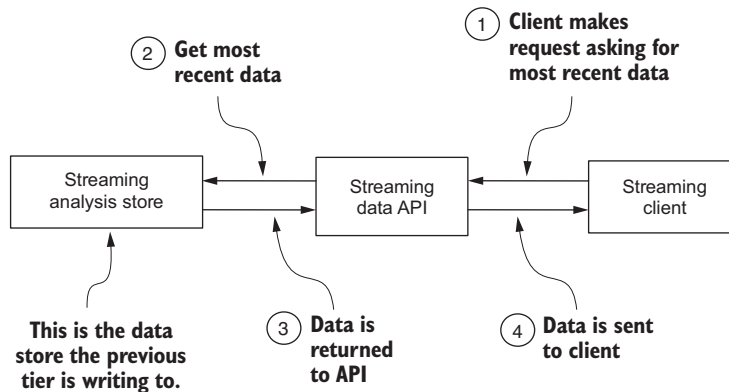 1
Client makes
request asking for
most recent data
2
Get most
recent data
Streaming
analysis store
Streaming
data API
Streaming
client
This is the data
store the previous
tier is writing to.
3
Data is
returned
to API
4
Data is sent
to client